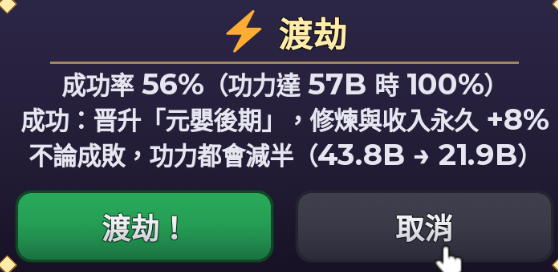 ⚡ 渡劫
成功率 56%（功力達 57B 時 100%）
成功：晋升「元嬰後期」，修煉與收入永久 +8%
不論成敗，功力都會減半（43.8B → 21.9B）
渡劫！
取消